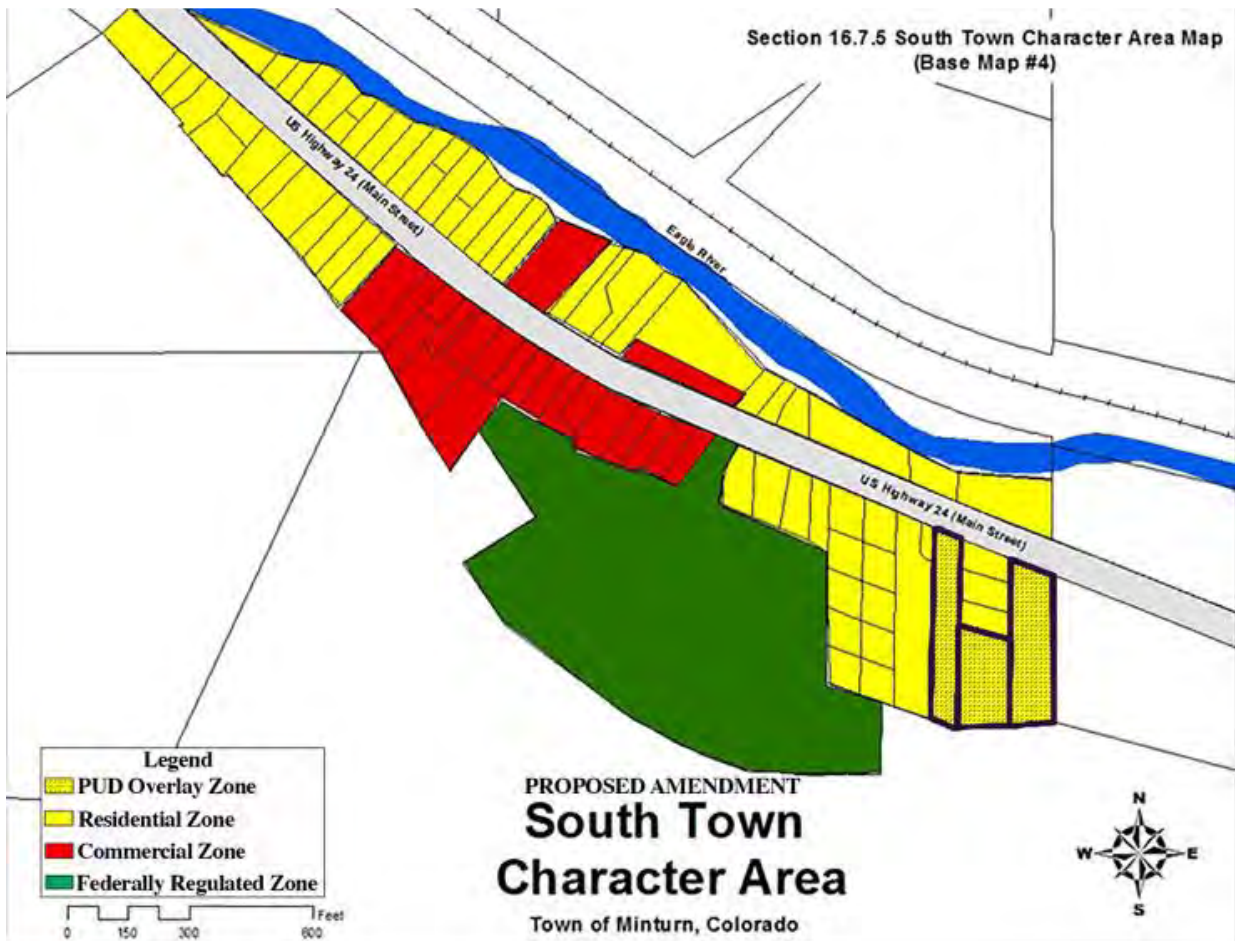 Section 16.7.5 South Town Character Area Map
(Base Map #4)
US Highway 24 (Main Street)
Eagle River
US Highway 24 (Main Street)
Legend
PUD Overlay Zone
Residential Zone
Commercial Zone
Federally Regulated Zone
Feet
0 150 300 600
PROPOSED AMENDMENT
South Town
Character Area
Town of Minturn, Colorado
N
W E
S